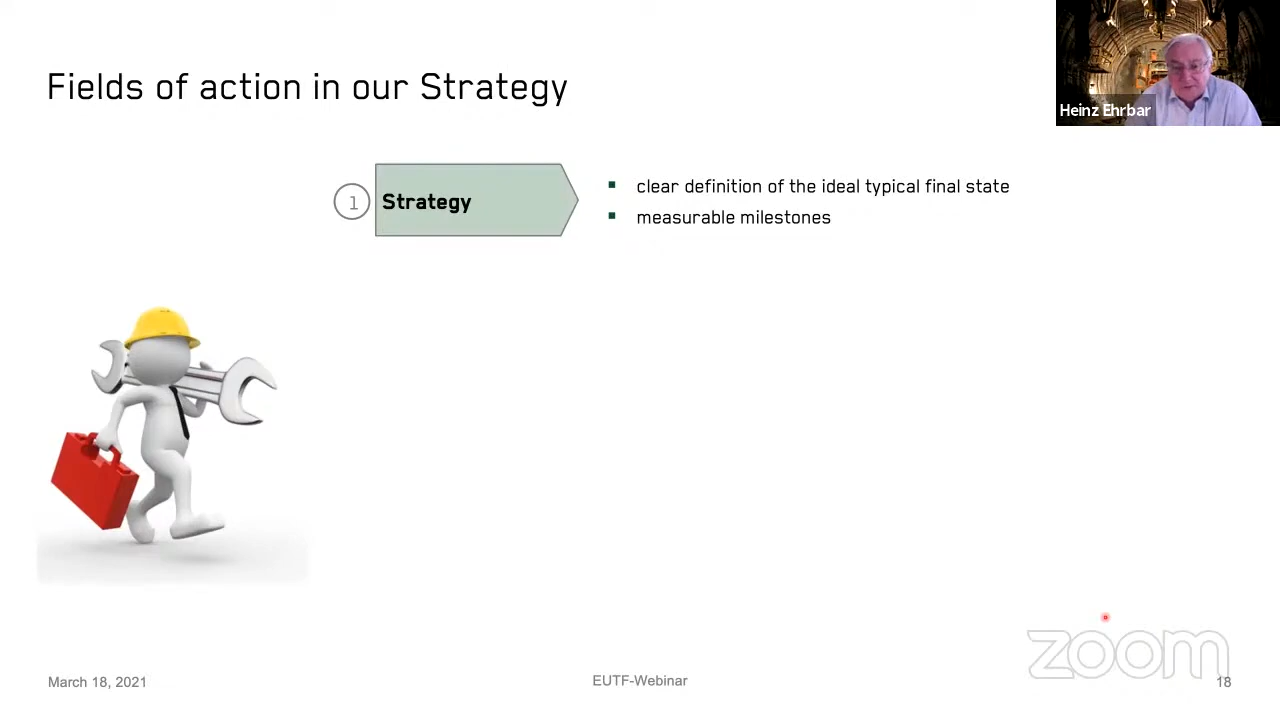 Fields of action in our Strategy
Heinz Ehrbar
1
Strategy
▪ clear definition of the ideal typical final state
▪ measurable milestones
zoom
March 18, 2021
EUTF-Webinar
18